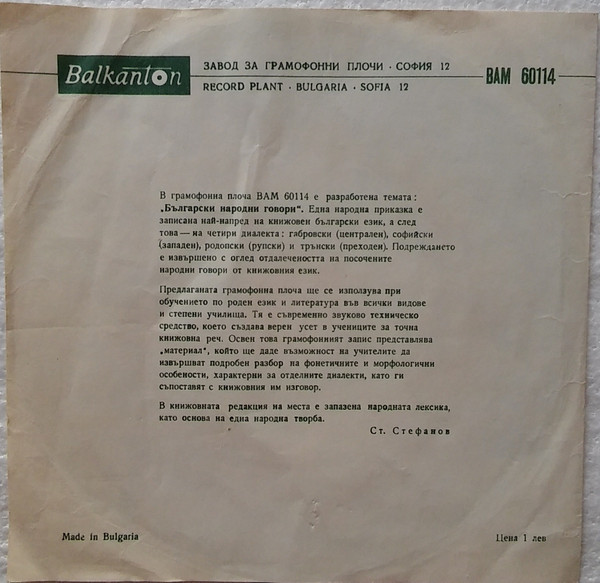 Balkanton
ЗАВОД ЗА ГРАМОФОННИ ПЛОЧИ · СОФИЯ 12
RECORD PLANT · BULGARIA · SOFIA 12
ВАМ 60114
В грамофонна плоча ВАМ 60114 е разработена темата:
„Български народни говори“. Една народна приказка е
записана най-напред на книжовен български език, а след
това — на четири диалекта: габровски (централен), софийски
(западен), родопски (рупски) и трънски (преходен). Подреждането
е извършено с оглед отдалечеността на посочените
народни говори от книжовния език.
Предлаганата грамофонна плоча ще се използува при
обучението по роден език и литература във всички видове
и степени училища. Тя е съвременно звуково техническо
средство, което създава верен усет в учениците за точна
книжовна реч. Освен това грамофонният запис представлява
„материал“, който ще даде възможност на учителите да
извършват подробен разбор на фонетичните и морфологични
особености, характерни за отделните диалекти, като ги
съпоставят с книжовния им изговор.
В книжовната редакция на места е запазена народната лексика,
като основа на една народна творба.
Ст. Стефанов
Made in Bulgaria
Цена 1 лев